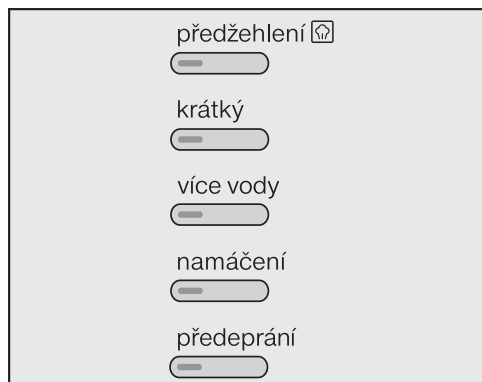 předžehlení
krátký
více vody
namáčení
předeprání